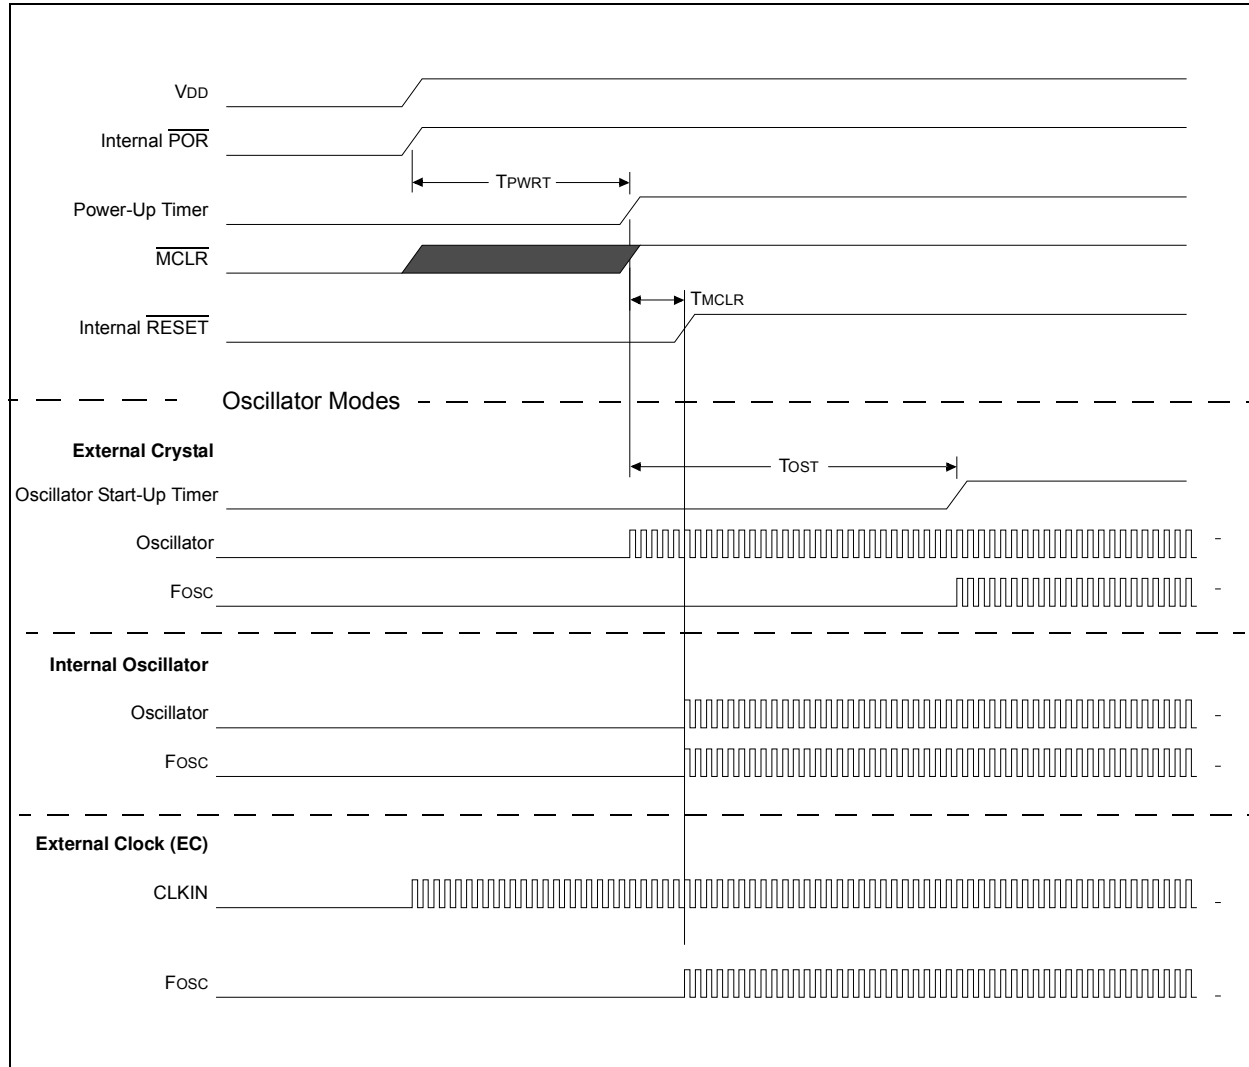 VDD
Internal POR
TPWRT
Power-Up Timer
MCLR
TMCLR
Internal RESET
Oscillator Modes
External Crystal
TOST
Oscillator Start-Up Timer
Oscillator
FOSC
Internal Oscillator
Oscillator
FOSC
External Clock (EC)
CLKIN
FOSC